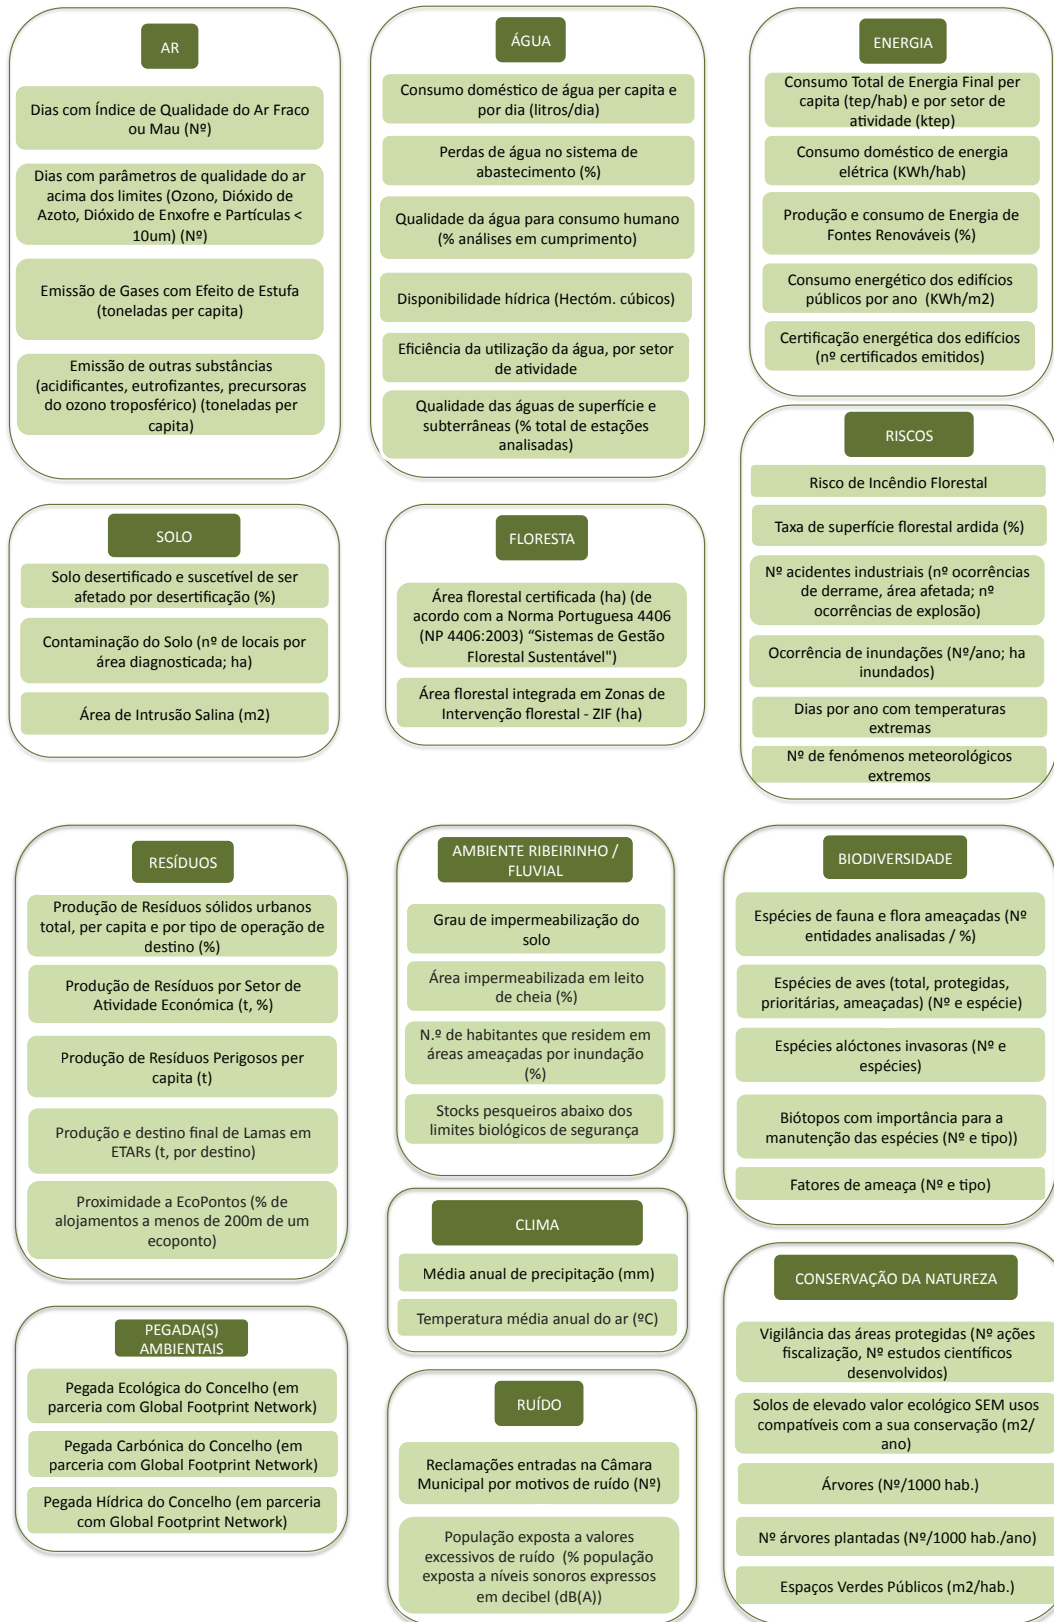 AR
Dias com Índice de Qualidade do Ar Fraco
ou Mau (Nº)
Dias com parâmetros de qualidade do ar
acima dos limites (Ozono, Dióxido de
Azoto, Dióxido de Enxofre e Partículas <
10um) (Nº)
Emissão de Gases com Efeito de Estufa
(toneladas per capita)
Emissão de outras substâncias
(acidificantes, eutrofizantes, precursoras
do ozono troposférico) (toneladas per
capita)
ÁGUA
Consumo doméstico de água per capita e
por dia (litros/dia)
Perdas de água no sistema de
abastecimento (%)
Qualidade da água para consumo humano
(% análises em cumprimento)
Disponibilidade hídrica (Hectóm. cúbicos)
Eficiência da utilização da água, por setor
de atividade
Qualidade das águas de superfície e
subterrâneas (% total de estações
analisadas)
ENERGIA
Consumo Total de Energia Final per
capita (tep/hab) e por setor de
atividade (ktep)
Consumo doméstico de energia
elétrica (KWh/hab)
Produção e consumo de Energia de
Fontes Renováveis (%)
Consumo energético dos edifícios
públicos por ano (KWh/m2)
Certificação energética dos edifícios
(nº certificados emitidos)
SOLO
Solo desertificado e suscetível de ser
afetado por desertificação (%)
Contaminação do Solo (nº de locais por
área diagnosticada; ha)
Área de Intrusão Salina (m2)
FLORESTA
Área florestal certificada (ha) (de
acordo com a Norma Portuguesa 4406
(NP 4406:2003) “Sistemas de Gestão
Florestal Sustentável")
Área florestal integrada em Zonas de
Intervenção florestal - ZIF (ha)
RISCOS
Risco de Incêndio Florestal
Taxa de superfície florestal ardida (%)
Nº acidentes industriais (nº ocorrências
de derrame, área afetada; nº
ocorrências de explosão)
Ocorrência de inundações (Nº/ano; ha
inundados)
Dias por ano com temperaturas
extremas
Nº de fenómenos meteorológicos
extremos
RESÍDUOS
Produção de Resíduos sólidos urbanos
total, per capita e por tipo de operação de
destino (%)
Produção de Resíduos por Setor de
Atividade Económica (t, %)
Produção de Resíduos Perigosos per
capita (t)
Produção e destino final de Lamas em
ETARs (t, por destino)
Proximidade a EcoPontos (% de
alojamentos a menos de 200m de um
ecoponto)
AMBIENTE RIBEIRINHO /
FLUVIAL
Grau de impermeabilização do
solo
Área impermeabilizada em leito
de cheia (%)
N.º de habitantes que residem em
áreas ameaçadas por inundação
(%)
Stocks pesqueiros abaixo dos
limites biológicos de segurança
BIODIVERSIDADE
Espécies de fauna e flora ameaçadas (Nº
entidades analisadas / %)
Espécies de aves (total, protegidas,
prioritárias, ameaçadas) (Nº e espécie)
Espécies alóctones invasoras (Nº e
espécies)
Biótopos com importância para a
manutenção das espécies (Nº e tipo))
Fatores de ameaça (Nº e tipo)
CLIMA
Média anual de precipitação (mm)
Temperatura média anual do ar (ºC)
PEGADA(S)
AMBIENTAIS
Pegada Ecológica do Concelho (em
parceria com Global Footprint Network)
Pegada Carbónica do Concelho (em
parceria com Global Footprint Network)
Pegada Hídrica do Concelho (em parceria
com Global Footprint Network)
RUÍDO
Reclamações entradas na Câmara
Municipal por motivos de ruído (Nº)
População exposta a valores
excessivos de ruído (% população
exposta a níveis sonoros expressos
em decibel (dB(A))
CONSERVAÇÃO DA NATUREZA
Vigilância das áreas protegidas (Nº ações
fiscalização, Nº estudos científicos
desenvolvidos)
Solos de elevado valor ecológico SEM usos
compatíveis com a sua conservação (m2/
ano)
Árvores (Nº/1000 hab.)
Nº árvores plantadas (Nº/1000 hab./ano)
Espaços Verdes Públicos (m2/hab.)